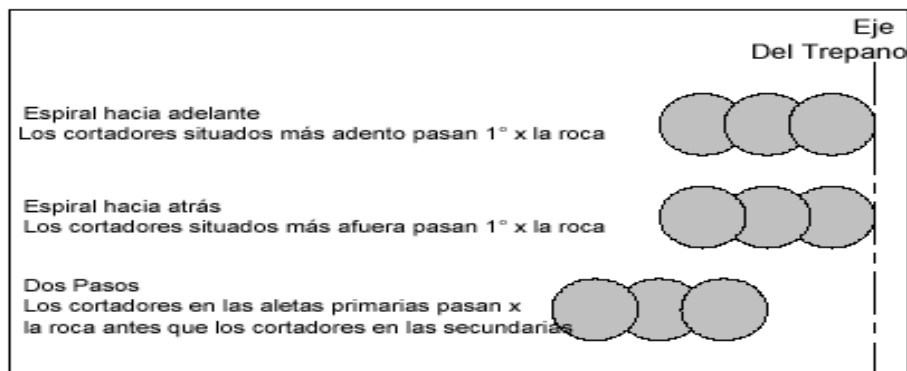 Eje
Del Trepano
Espiral hacia adelante
Los cortadores situados más adento pasan 1° x la roca
Espiral hacia atrás
Los cortadores situados más afuera pasan 1° x la roca
Dos Pasos
Los cortadores en las aletas primarias pasan x
la roca antes que los cortadores en las secundarias